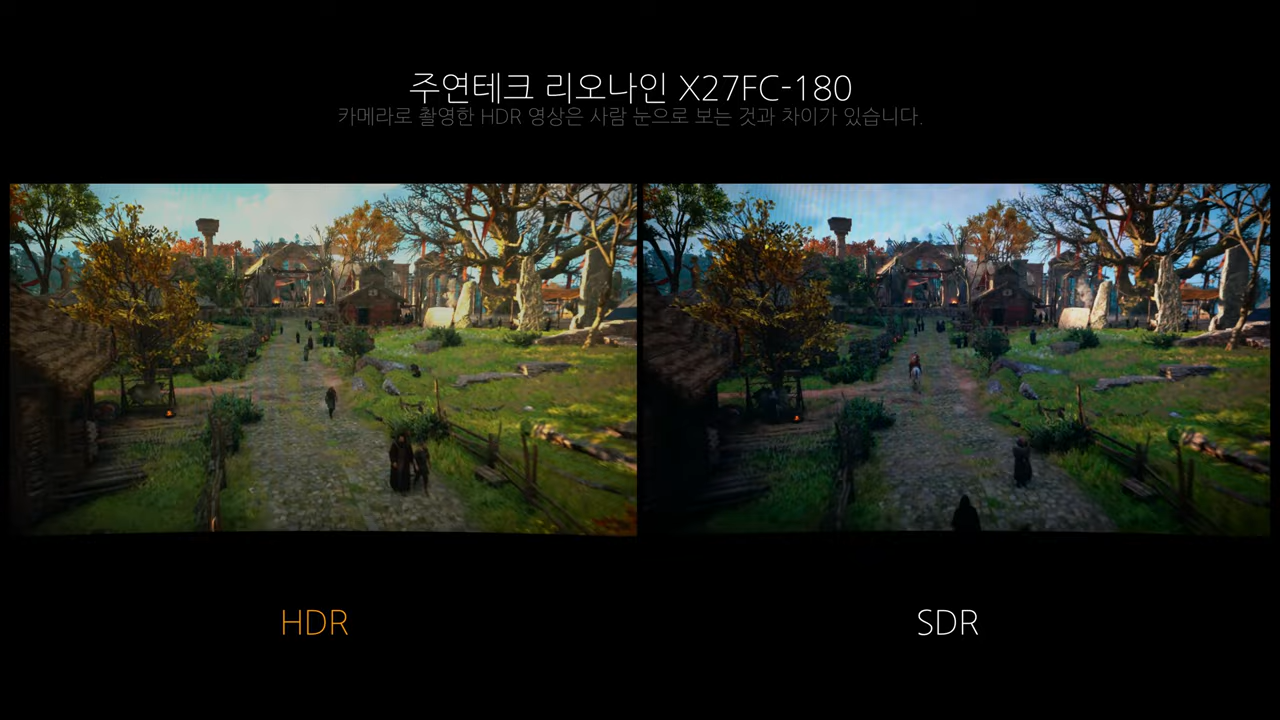 주연테크 리오나인 X27FC-180
카메라로 촬영한 HDR 영상은 사람 눈으로 보는 것과 차이가 있습니다.
HDR
SDR